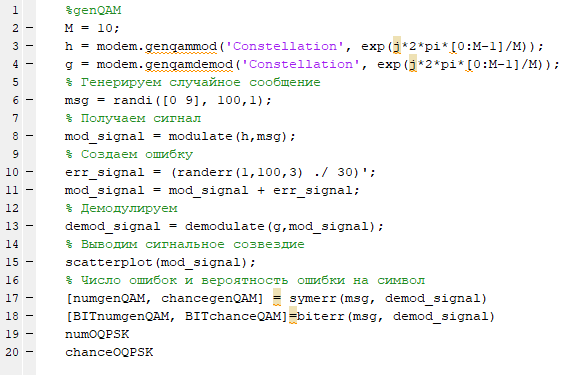 1 %genQAM
2 – M = 10;
3 – h = modem.genqammod('Constellation', exp(j*2*pi*[0:M-1]/M));
4 – g = modem.genqamdemod('Constellation', exp(j*2*pi*[0:M-1]/M));
5 % Генерируем случайное сообщение
6 – msg = randi([0 9], 100,1);
7 % Получаем сигнал
8 – mod_signal = modulate(h,msg);
9 % Создаем ошибку
10 – err_signal = (randerr(1,100,3) ./ 30)';
11 – mod_signal = mod_signal + err_signal;
12 % Демодулируем
13 – demod_signal = demodulate(g,mod_signal);
14 % Выводим сигнальное созвездие
15 – scatterplot(mod_signal);
16 % Число ошибок и вероятность ошибки на символ
17 – [numgenQAM, chancegenQAM] = symerr(msg, demod_signal)
18 – [BITnumgenQAM, BITchanceQAM]=biterr(msg, demod_signal)
19 – numOQPSK
20 – chanceOQPSK